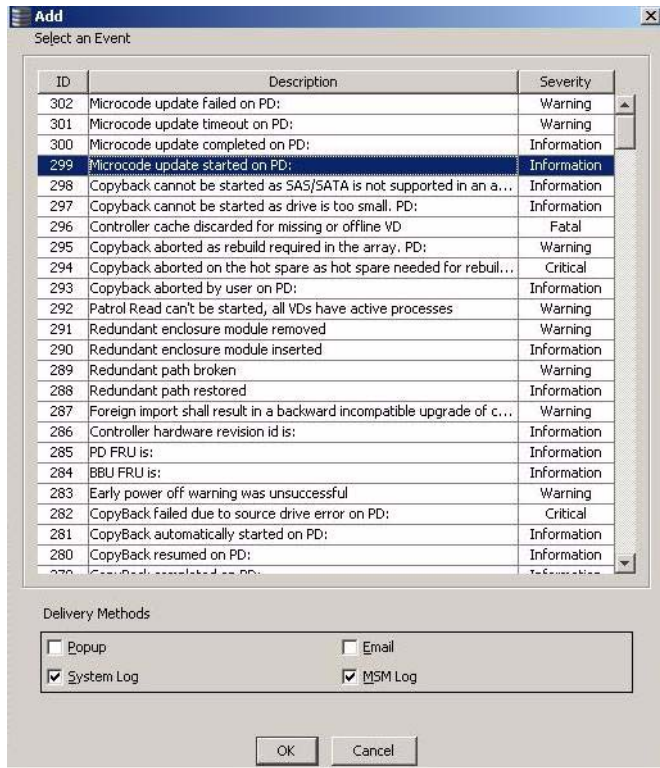 Add
Select an Event
ID Description Severity
302 Microcode update failed on PD: Warning
301 Microcode update timeout on PD: Warning
300 Microcode update completed on PD: Information
299 Microcode update started on PD: Information
298 Copyback cannot be started as SAS/SATA is not supported in an a... Information
297 Copyback cannot be started as drive is too small. PD: Information
296 Controller cache discarded for missing or offline VD Fatal
295 Copyback aborted as rebuild required in the array. PD: Warning
294 Copyback aborted on the hot spare as hot spare needed for rebuil... Critical
293 Copyback aborted by user on PD: Information
292 Patrol Read can't be started, all VDs have active processes Warning
291 Redundant enclosure module removed Warning
290 Redundant enclosure module inserted Information
289 Redundant path broken Warning
288 Redundant path restored Information
287 Foreign import shall result in a backward incompatible upgrade of c... Warning
286 Controller hardware revision id is: Information
285 PD FRU is: Information
284 BBU FRU is: Information
283 Early power off warning was unsuccessful Warning
282 CopyBack failed due to source drive error on PD: Critical
281 CopyBack automatically started on PD: Information
280 CopyBack resumed on PD: Information
279 CopyBack completed on PD: Information
Delivery Methods
Popup Email
System Log MSM Log
OK Cancel